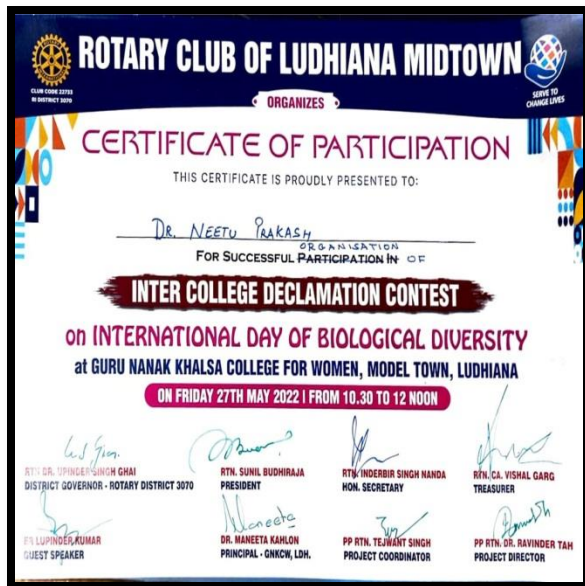 ROTARY CLUB OF LUDHIANA MIDTOWN
CLUB CODE 22733
RI DISTRICT 3070
SERVE TO
CHANGE LIVES
ORGANIZES
CERTIFICATE OF PARTICIPATION
THIS CERTIFICATE IS PROUDLY PRESENTED TO:
DR. NEETU PRAKASH
ORGANISATION
FOR SUCCESSFUL PARTICIPATION IN OF
INTER COLLEGE DECLAMATION CONTEST
on INTERNATIONAL DAY OF BIOLOGICAL DIVERSITY
at GURU NANAK KHALSA COLLEGE FOR WOMEN, MODEL TOWN, LUDHIANA
ON FRIDAY 27TH MAY 2022 | FROM 10.30 TO 12 NOON
RTN. DR. UPINDER SINGH GHAI
DISTRICT GOVERNOR - ROTARY DISTRICT 3070
RTN. SUNIL BUDHIRAJA
PRESIDENT
RTN. INDERBIR SINGH NANDA
HON. SECRETARY
RTN. CA. VISHAL GARG
TREASURER
LUPINDER KUMAR
GUEST SPEAKER
Maneeta
DR. MANEETA KAHLON
PRINCIPAL - GNKCW, LDH.
PP RTN. TEJWANT SINGH
PROJECT COORDINATOR
PP RTN. DR. RAVINDER TAH
PROJECT DIRECTOR